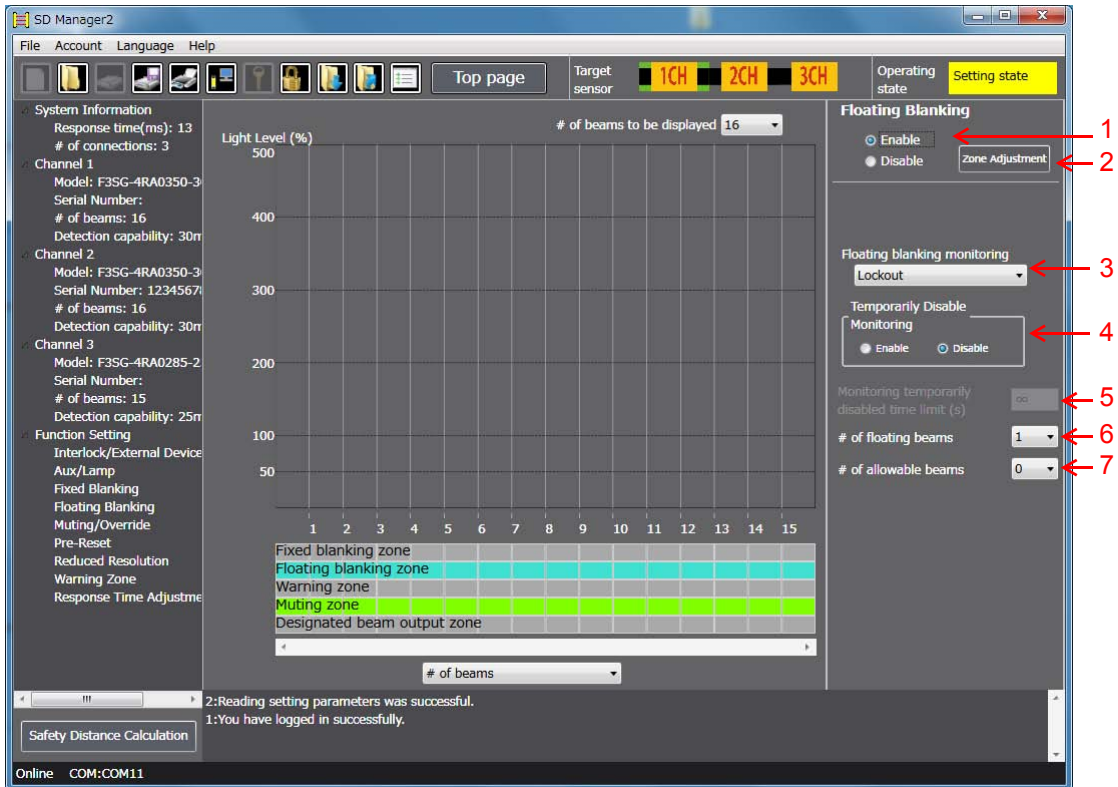 SD Manager2
File Account Language Help
Top page
Target sensor
1CH 2CH 3CH
Operating state
Setting state
System Information
Response time(ms): 13
# of connections: 3
Channel 1
Model: F3SG-4RA0350-3
Serial Number:
# of beams: 16
Detection capability: 30m
Channel 2
Model: F3SG-4RA0350-3
Serial Number: 1234567
# of beams: 16
Detection capability: 30m
Channel 3
Model: F3SG-4RA0285-2
Serial Number:
# of beams: 15
Detection capability: 25m
Function Setting
Interlock/External Device
Aux/Lamp
Fixed Blanking
Floating Blanking
Muting/Override
Pre-Reset
Reduced Resolution
Warning Zone
Response Time Adjustme
Safety Distance Calculation
# of beams to be displayed 16
Light Level (%)
500
400
300
200
100
50
1 2 3 4 5 6 7 8 9 10 11 12 13 14 15
Fixed blanking zone
Floating blanking zone
Warning zone
Muting zone
Designated beam output zone
# of beams
Floating Blanking
Enable
Disable
Zone Adjustment
Floating blanking monitoring
Lockout
Temporarily Disable
Monitoring
Enable Disable
Monitoring temporarily
disabled time limit (s)
∞
# of floating beams 1
# of allowable beams 0
1
2
3
4
5
6
7
2:Reading setting parameters was successful.
1:You have logged in successfully.
Online COM:COM11